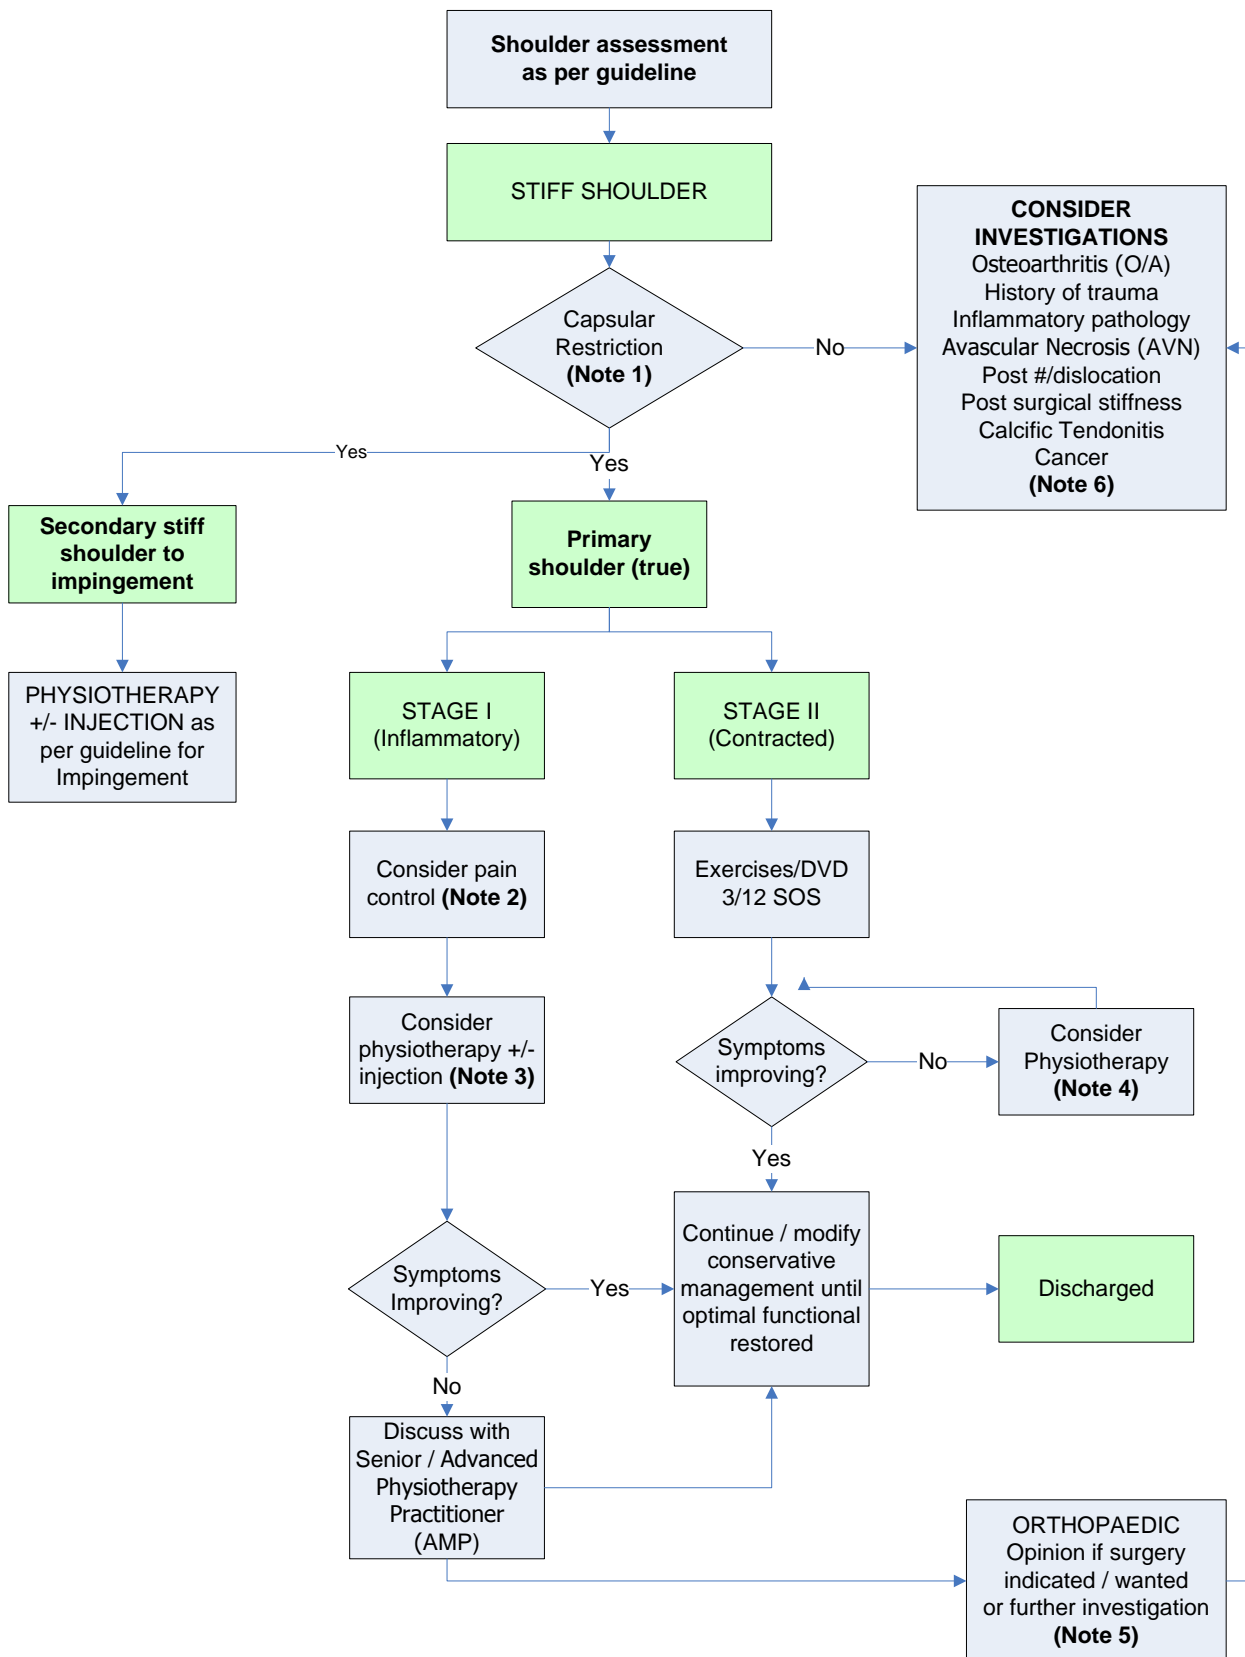 Shoulder assessment
as per guideline
STIFF SHOULDER
CONSIDER
INVESTIGATIONS
Osteoarthritis (O/A)
History of trauma
Inflammatory pathology
Avascular Necrosis (AVN)
Post #/dislocation
Post surgical stiffness
Calcific Tendonitis
Cancer
(Note 6)
Capsular
Restriction
(Note 1)
No
Yes
Yes
Secondary stiff
shoulder to
impingement
Primary
shoulder (true)
PHYSIOTHERAPY
+/- INJECTION as
per guideline for
Impingement
STAGE I
(Inflammatory)
STAGE II
(Contracted)
Consider pain
control (Note 2)
Exercises/DVD
3/12 SOS
Consider
physiotherapy +/-
injection (Note 3)
Symptoms
improving?
No
Consider
Physiotherapy
(Note 4)
Yes
Symptoms
Improving?
Yes
Continue / modify
conservative
management until
optimal functional
restored
Discharged
No
Discuss with
Senior / Advanced
Physiotherapy
Practitioner
(AMP)
ORTHOPAEDIC
Opinion if surgery
indicated / wanted
or further investigation
(Note 5)